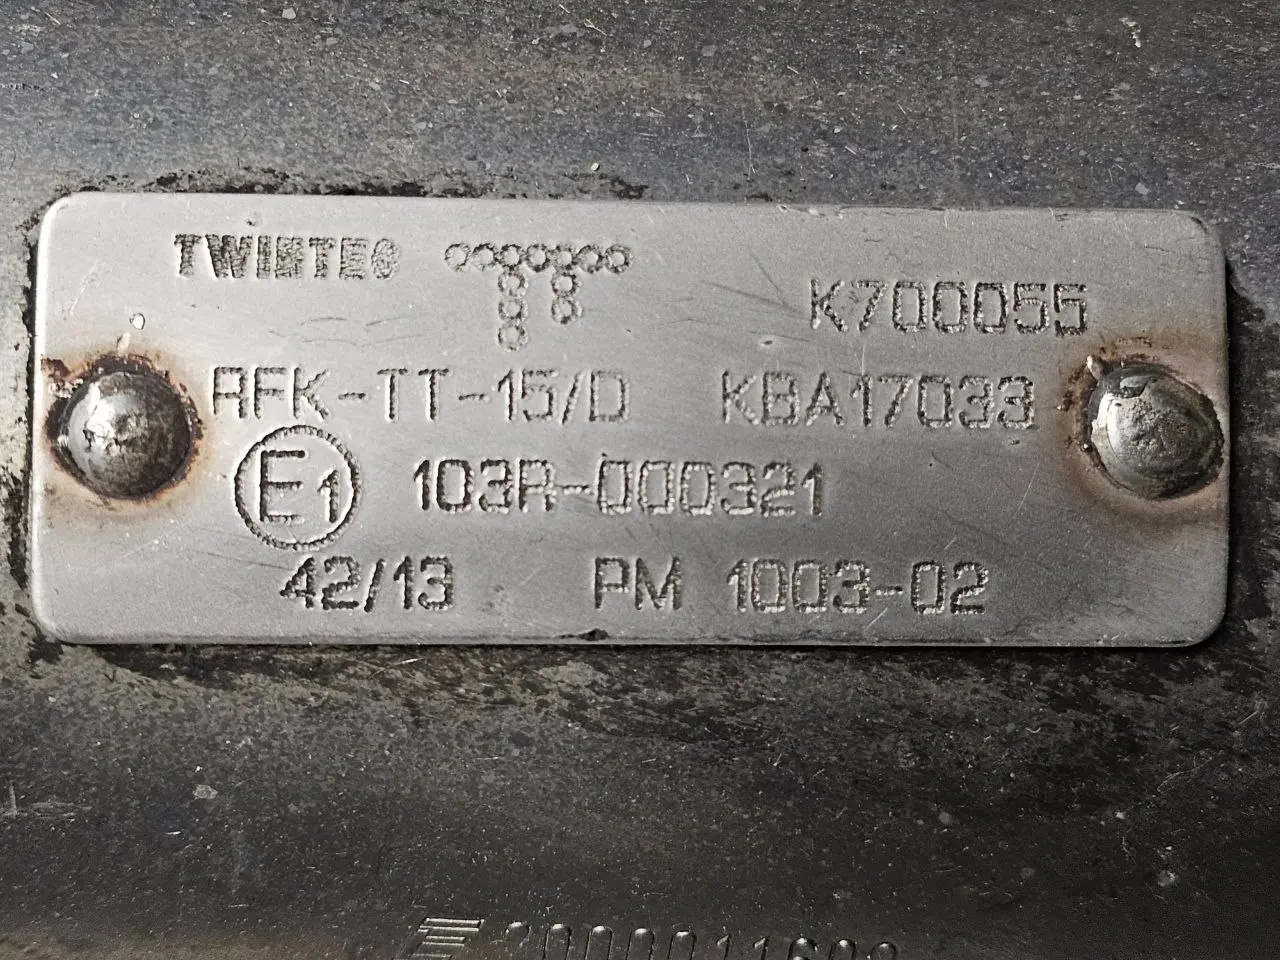 TWINTEC
K700055
RFK-TT-15/D KBA17033
E1 103R-000321
42/13 PM 1003-02